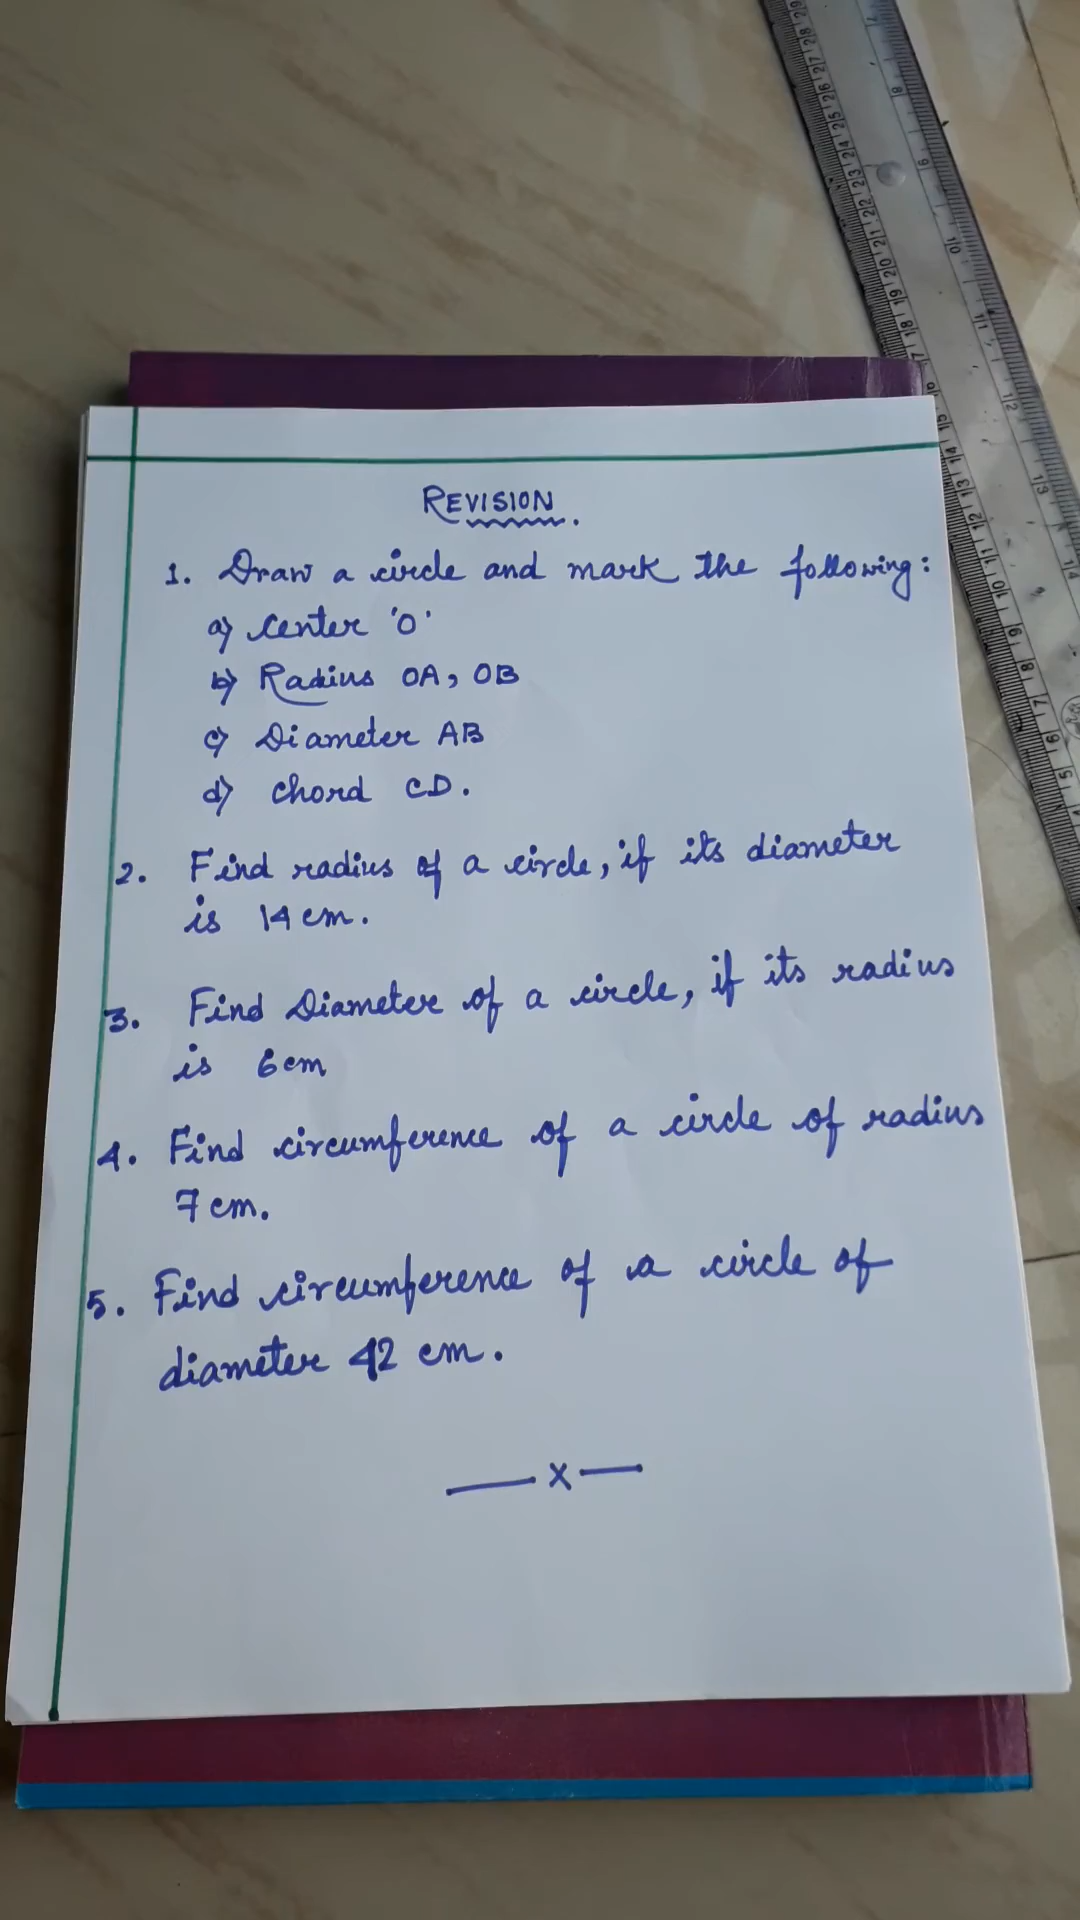 REVISION.
1. Draw a circle and mark the following:
a) Center 'O'
b) Radius OA, OB
c) Diameter AB
d) chord CD.
2. Find radius of a circle, if its diameter
is 14 cm.
3. Find Diameter of a circle, if its radius
is 6cm
4. Find circumference of a circle of radius
7 cm.
5. Find circumference of a circle of
diameter 42 cm.
x